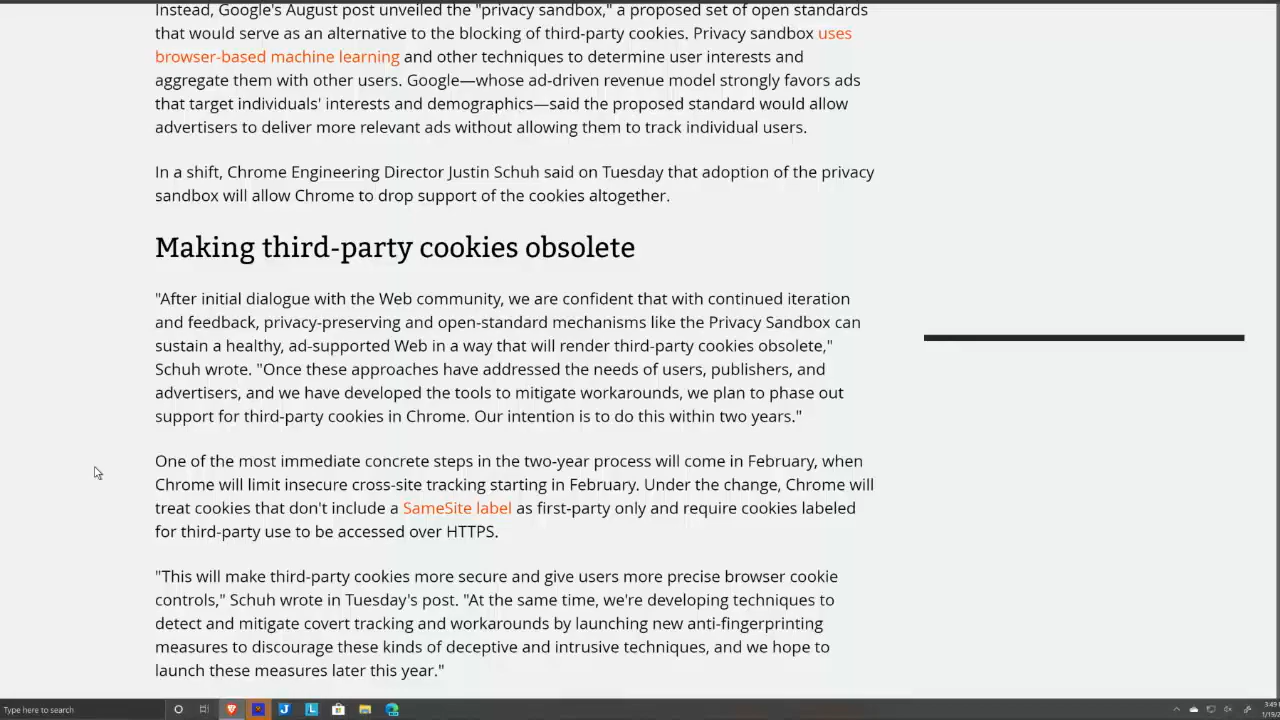 Instead, Google's August post unveiled the "privacy sandbox," a proposed set of open standards
that would serve as an alternative to the blocking of third-party cookies. Privacy sandbox uses
browser-based machine learning and other techniques to determine user interests and
aggregate them with other users. Google—whose ad-driven revenue model strongly favors ads
that target individuals' interests and demographics—said the proposed standard would allow
advertisers to deliver more relevant ads without allowing them to track individual users.
In a shift, Chrome Engineering Director Justin Schuh said on Tuesday that adoption of the privacy
sandbox will allow Chrome to drop support of the cookies altogether.
Making third-party cookies obsolete
"After initial dialogue with the Web community, we are confident that with continued iteration
and feedback, privacy-preserving and open-standard mechanisms like the Privacy Sandbox can
sustain a healthy, ad-supported Web in a way that will render third-party cookies obsolete,"
Schuh wrote. "Once these approaches have addressed the needs of users, publishers, and
advertisers, and we have developed the tools to mitigate workarounds, we plan to phase out
support for third-party cookies in Chrome. Our intention is to do this within two years."
One of the most immediate concrete steps in the two-year process will come in February, when
Chrome will limit insecure cross-site tracking starting in February. Under the change, Chrome will
treat cookies that don't include a SameSite label as first-party only and require cookies labeled
for third-party use to be accessed over HTTPS.
"This will make third-party cookies more secure and give users more precise browser cookie
controls," Schuh wrote in Tuesday's post. "At the same time, we're developing techniques to
detect and mitigate covert tracking and workarounds by launching new anti-fingerprinting
measures to discourage these kinds of deceptive and intrusive techniques, and we hope to
launch these measures later this year."
Type here to search
J
L
3:49